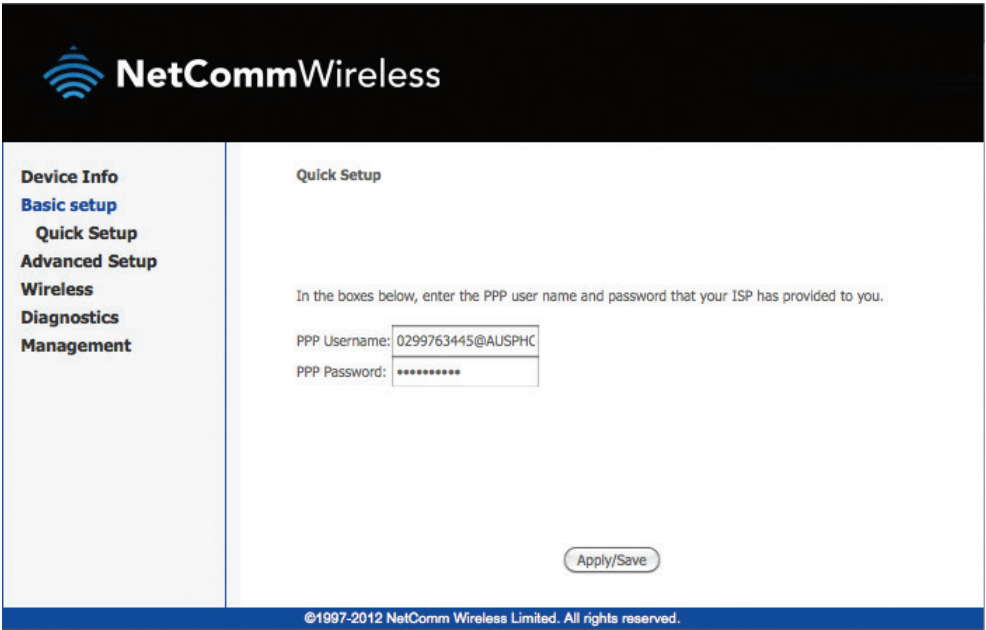 NetCommWireless
Device Info
Basic setup
Quick Setup
Advanced Setup
Wireless
Diagnostics
Management
Quick Setup
In the boxes below, enter the PPP user name and password that your ISP has provided to you.
PPP Username: 0299763445@AUSPHC
PPP Password: ••••••••••
Apply/Save
©1997-2012 NetComm Wireless Limited. All rights reserved.